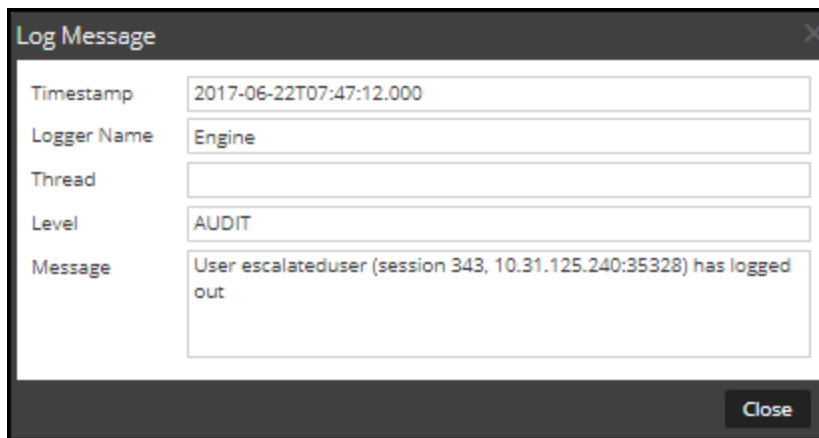 Log Message
Timestamp 2017-06-22T07:47:12.000
Logger Name Engine
Thread
Level AUDIT
Message User escalateduser (session 343, 10.31.125.240:35328) has logged
out
Close